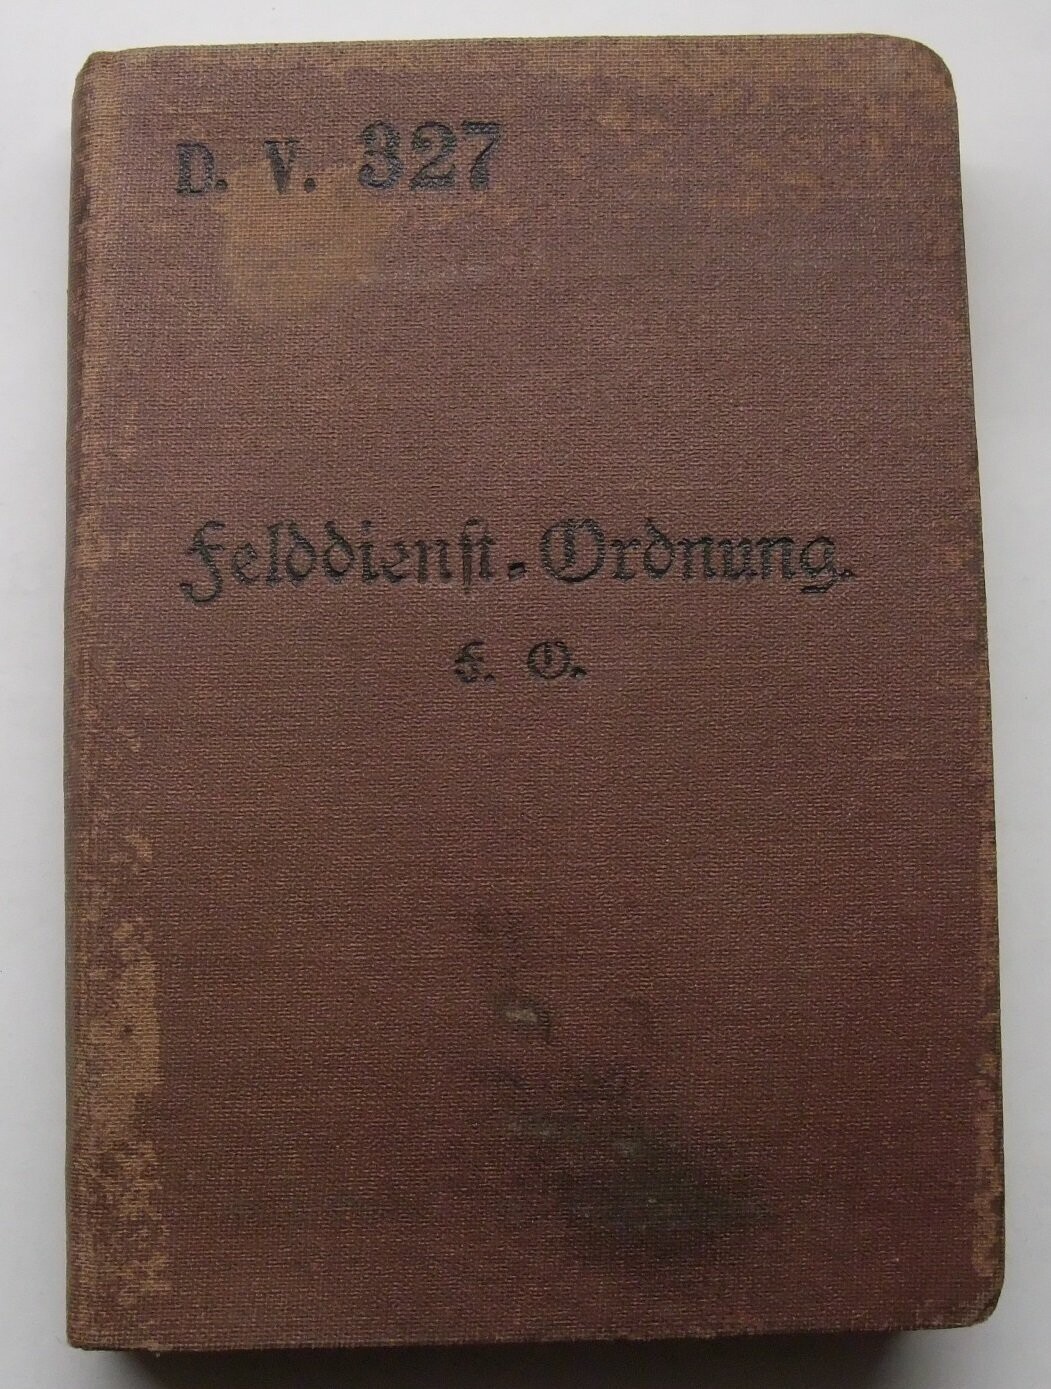 D. V. 327
Felddienst-Ordnung.
F. O.